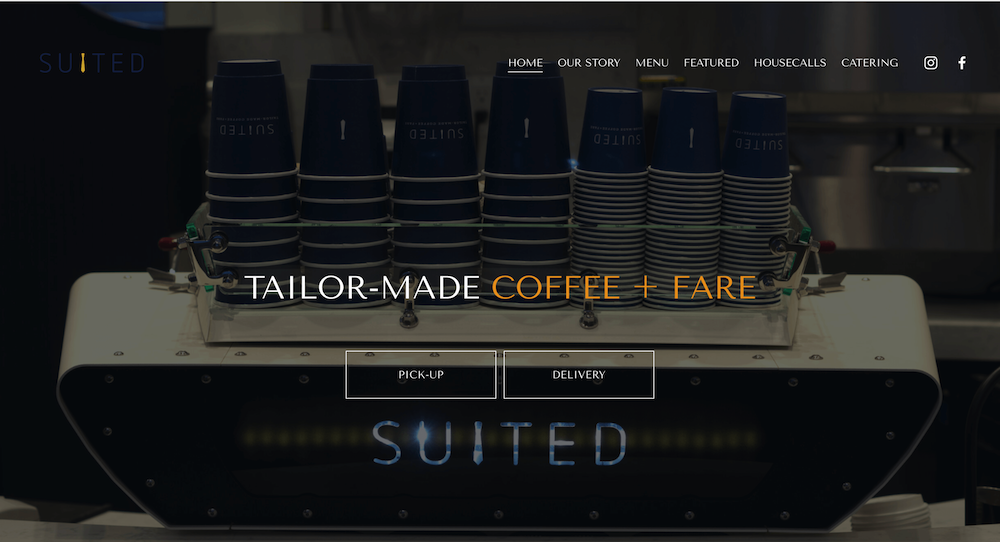 SUITED
HOME OUR STORY MENU FEATURED HOUSECALLS CATERING
SUITED SUITED SUITED SUITED
TAILOR-MADE COFFEE + FARE
PICK-UP DELIVERY
SUITED